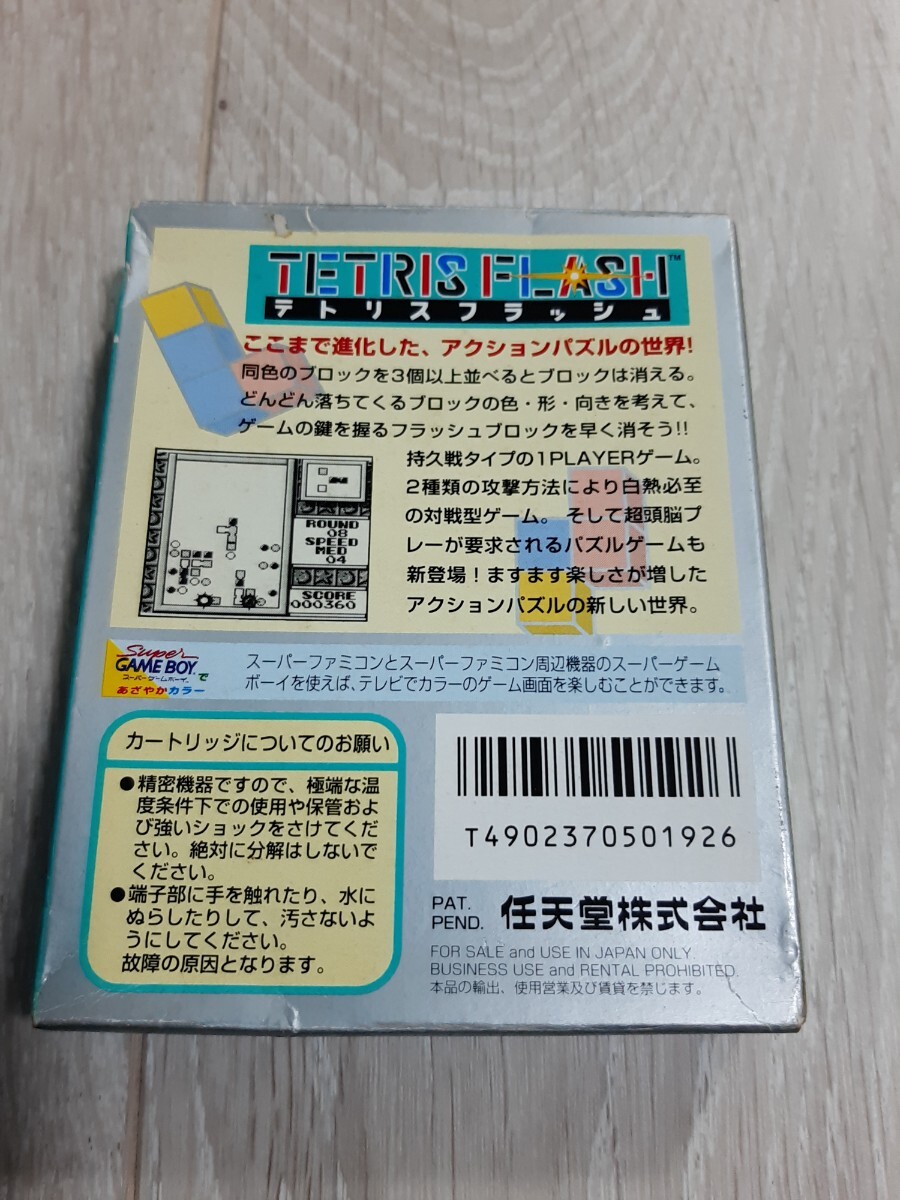 TETRIS FLASH™
テトリスフラッシュ
ここまで進化した、アクションパズルの世界!
同色のブロックを3個以上並べるとブロックは消える。
どんどん落ちてくるブロックの色・形・向きを考えて、
ゲームの鍵を握るフラッシュブロックを早く消そう!!
持久戦タイプの1PLAYERゲーム。
2種類の攻撃方法により白熱必至
の対戦型ゲーム。そして超頭脳プ
レーが要求されるパズルゲームも
新登場!ますます楽しさが増した
アクションパズルの新しい世界。
ROUND
08
SPEED
MED
04
SCORE
000360
Super
GAME BOY
スーパーゲームボーイ
で
あざやかカラー
スーパーファミコンとスーパーファミコン周辺機器のスーパーゲーム
ボーイを使えば、テレビでカラーのゲーム画面を楽しむことができます。
カートリッジについてのお願い
●精密機器ですので、極端な温
度条件下での使用や保管およ
び強いショックをさけてくだ
さい。絶対に分解はしないで
ください。
●端子部に手を触れたり、水に
ぬらしたりして、汚さないよ
うにしてください。
故障の原因となります。
T4902370501926
PAT.
PEND.
任天堂株式会社
FOR SALE and USE IN JAPAN ONLY.
BUSINESS USE and RENTAL PROHIBITED.
本品の輸出、使用営業及び賃貸を禁じます。